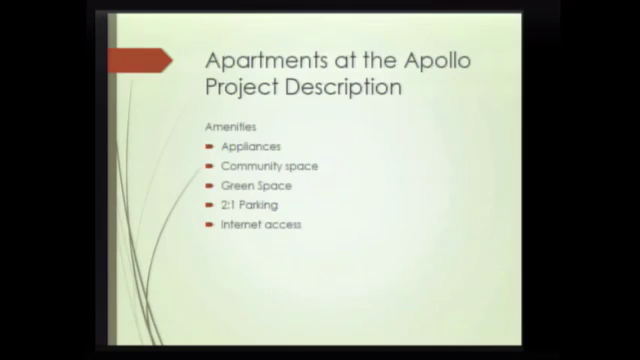 Apartments at the Apollo
Project Description
Amenities
Appliances
Community space
Green Space
2:1 Parking
Internet access